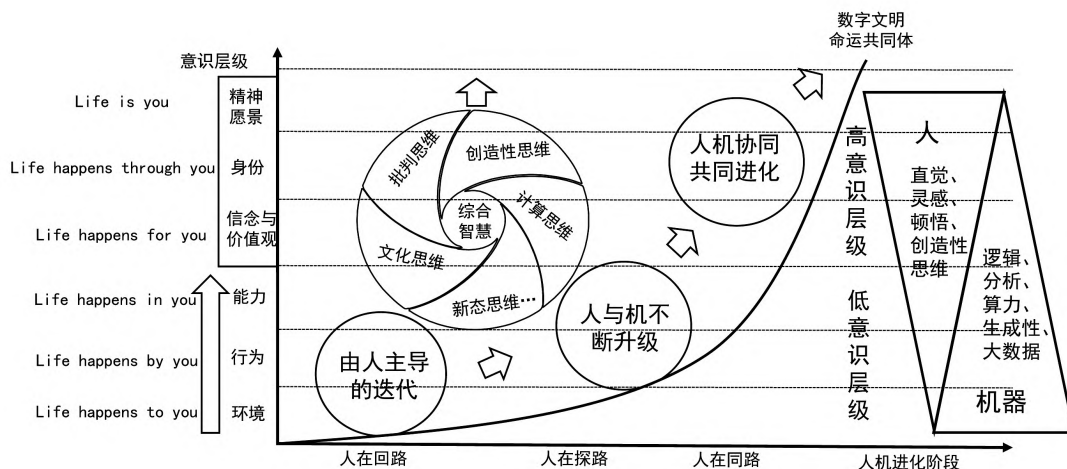 数字文明
命运共同体
意识层级
Life is you
精神
愿景
Life happens through you
身份
Life happens for you
信念与
价值观
Life happens in you
能力
Life happens by you
行为
Life happens to you
环境
批判思维
创造性思维
计算思维
综合
智慧
文化思维
新态思维…
由人主导
的迭代
人与机不
断升级
人机协同
共同进化
高意识层级
低意识层级
人
直觉、
灵感、
顿悟、
创造性
思维
逻辑、
分析、
算力、
生成性、
大数据
机器
人在回路
人在探路
人在同路
人机进化阶段